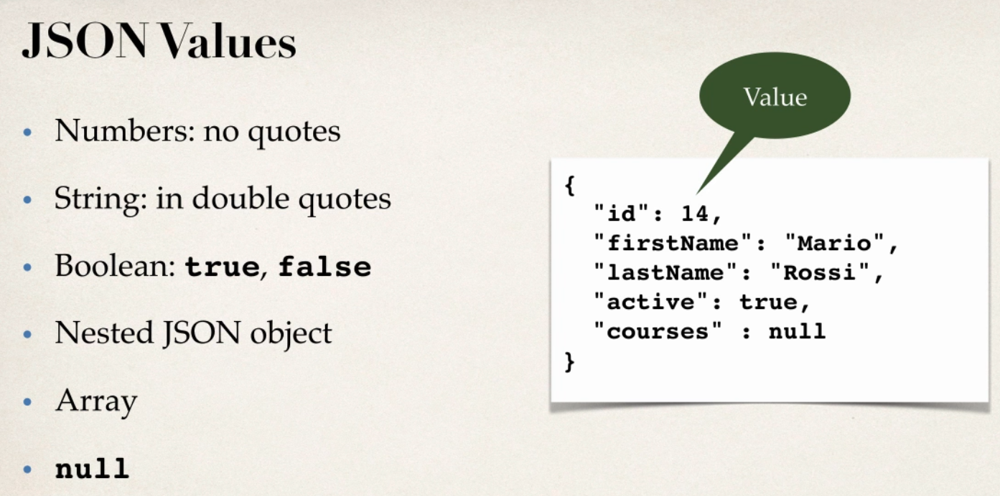 JSON Values
• Numbers: no quotes
• String: in double quotes
• Boolean: true, false
• Nested JSON object
• Array
• null
Value
{
"id": 14,
"firstName": "Mario",
"lastName": "Rossi",
"active": true,
"courses" : null
}